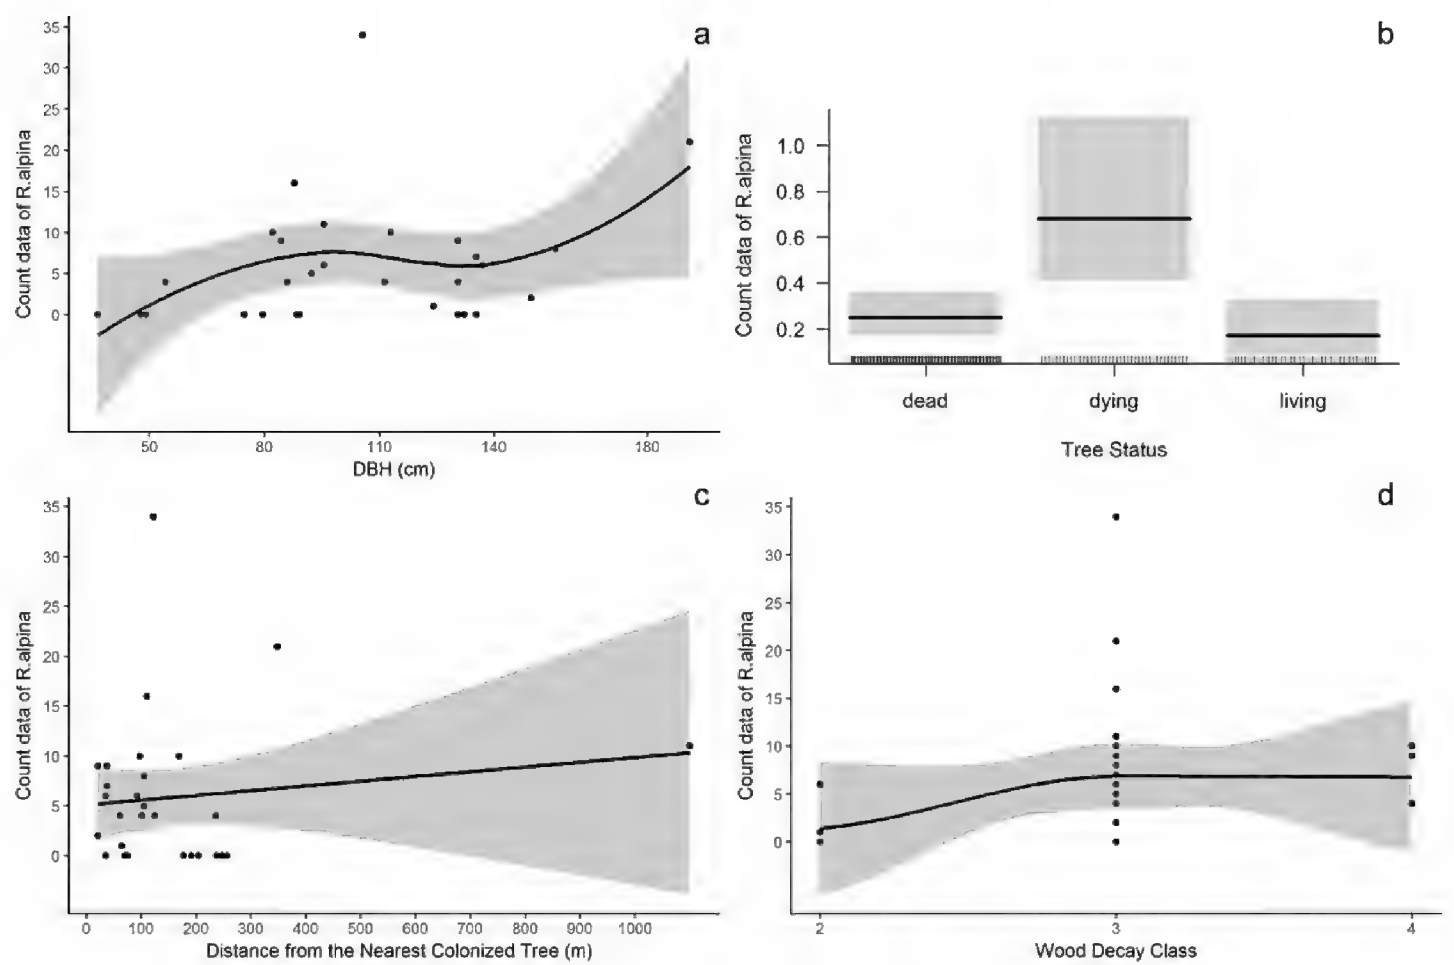 a
Count data of R.alpina
35
30
25
20
15
10
5
0
50 80 110 140 180
DBH (cm)
b
Count data of R.alpina
1.0
0.8
0.6
0.4
0.2
dead dying living
Tree Status
c
Count data of R.alpina
35
30
25
20
15
10
5
0
0 100 200 300 400 500 600 700 800 900 1000
Distance from the Nearest Colonized Tree (m)
d
Count data of R.alpina
35
30
25
20
15
10
5
0
2 3 4
Wood Decay Class